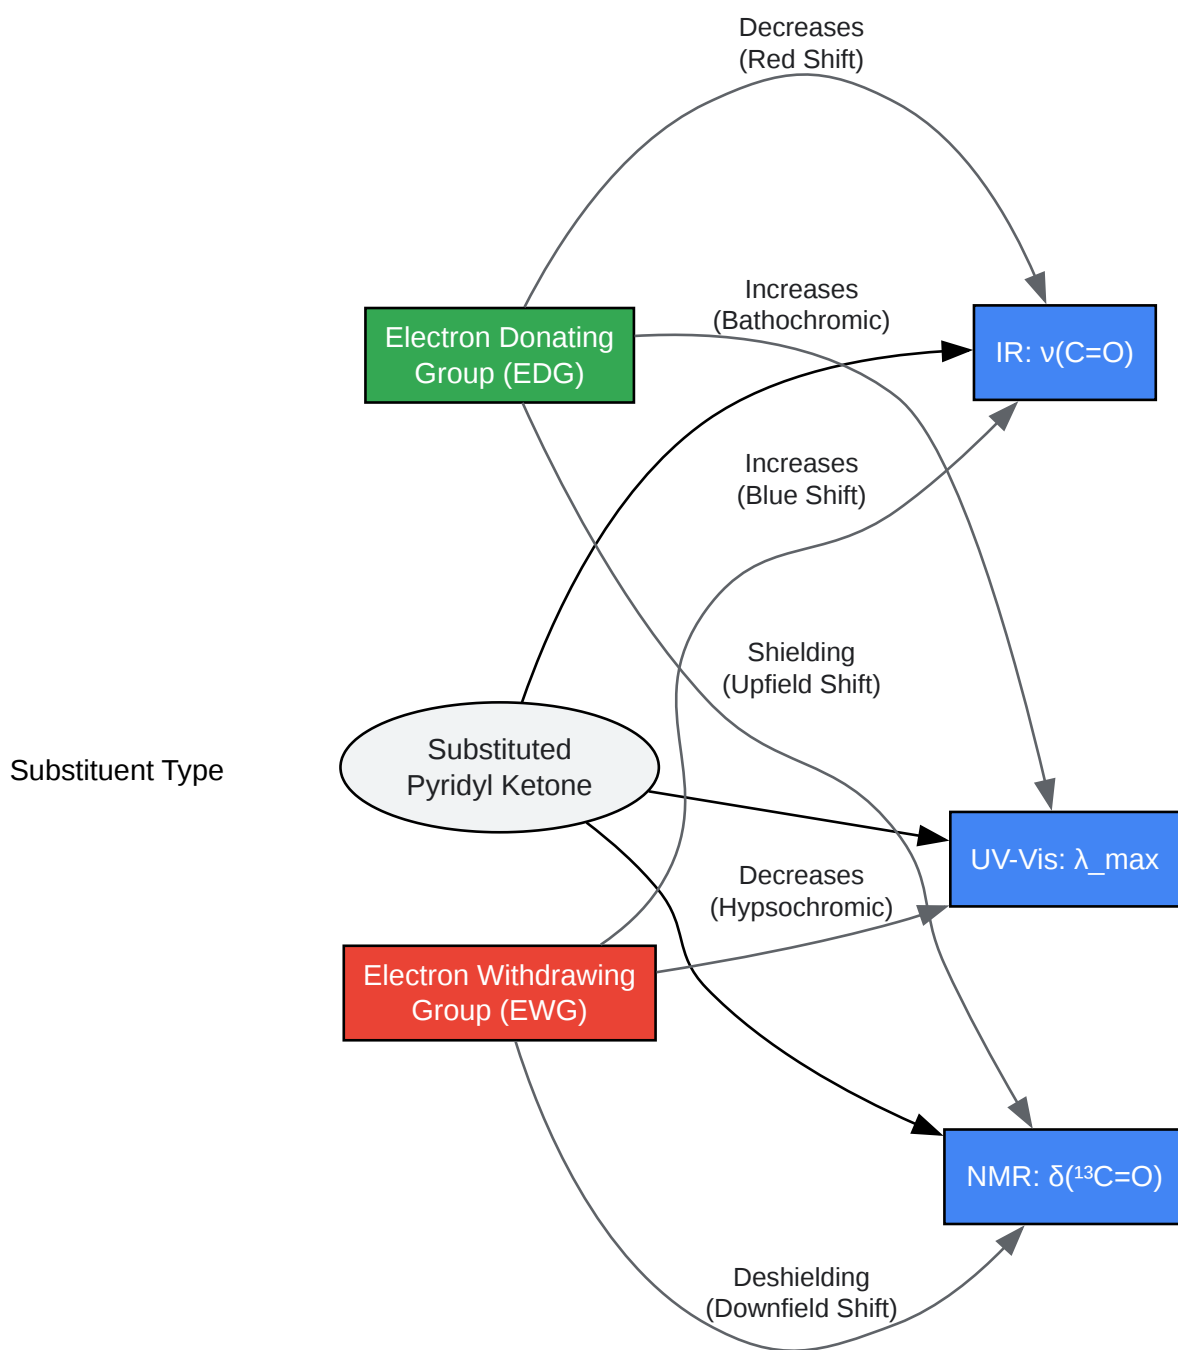 Decreases
(Red Shift)
Increases
(Bathochromic)
Electron Donating
Group (EDG)
IR: ν(C=O)
Increases
(Blue Shift)
Shielding
(Upfield Shift)
Substituent Type
Substituted
Pyridyl Ketone
UV-Vis: λ_max
Decreases
(Hypsochromic)
Electron Withdrawing
Group (EWG)
NMR: δ(¹³C=O)
Deshielding
(Downfield Shift)